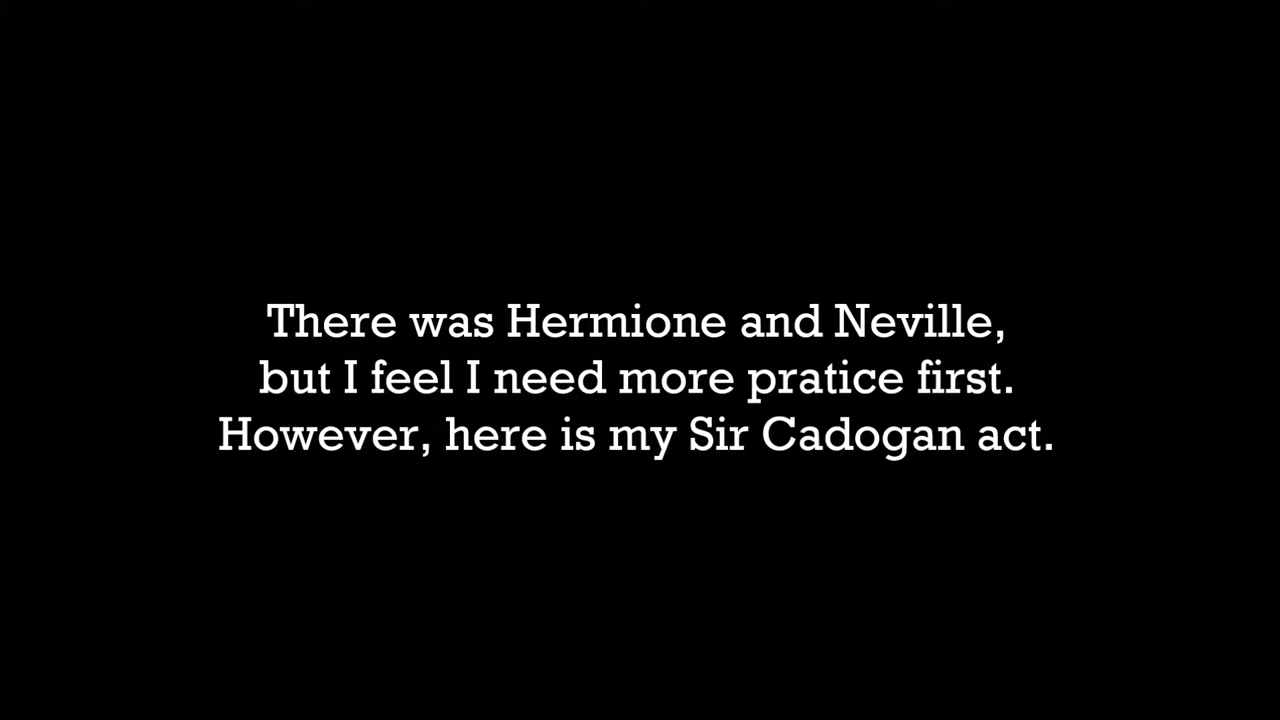 There was Hermione and Neville,
but I feel I need more pratice first.
However, here is my Sir Cadogan act.